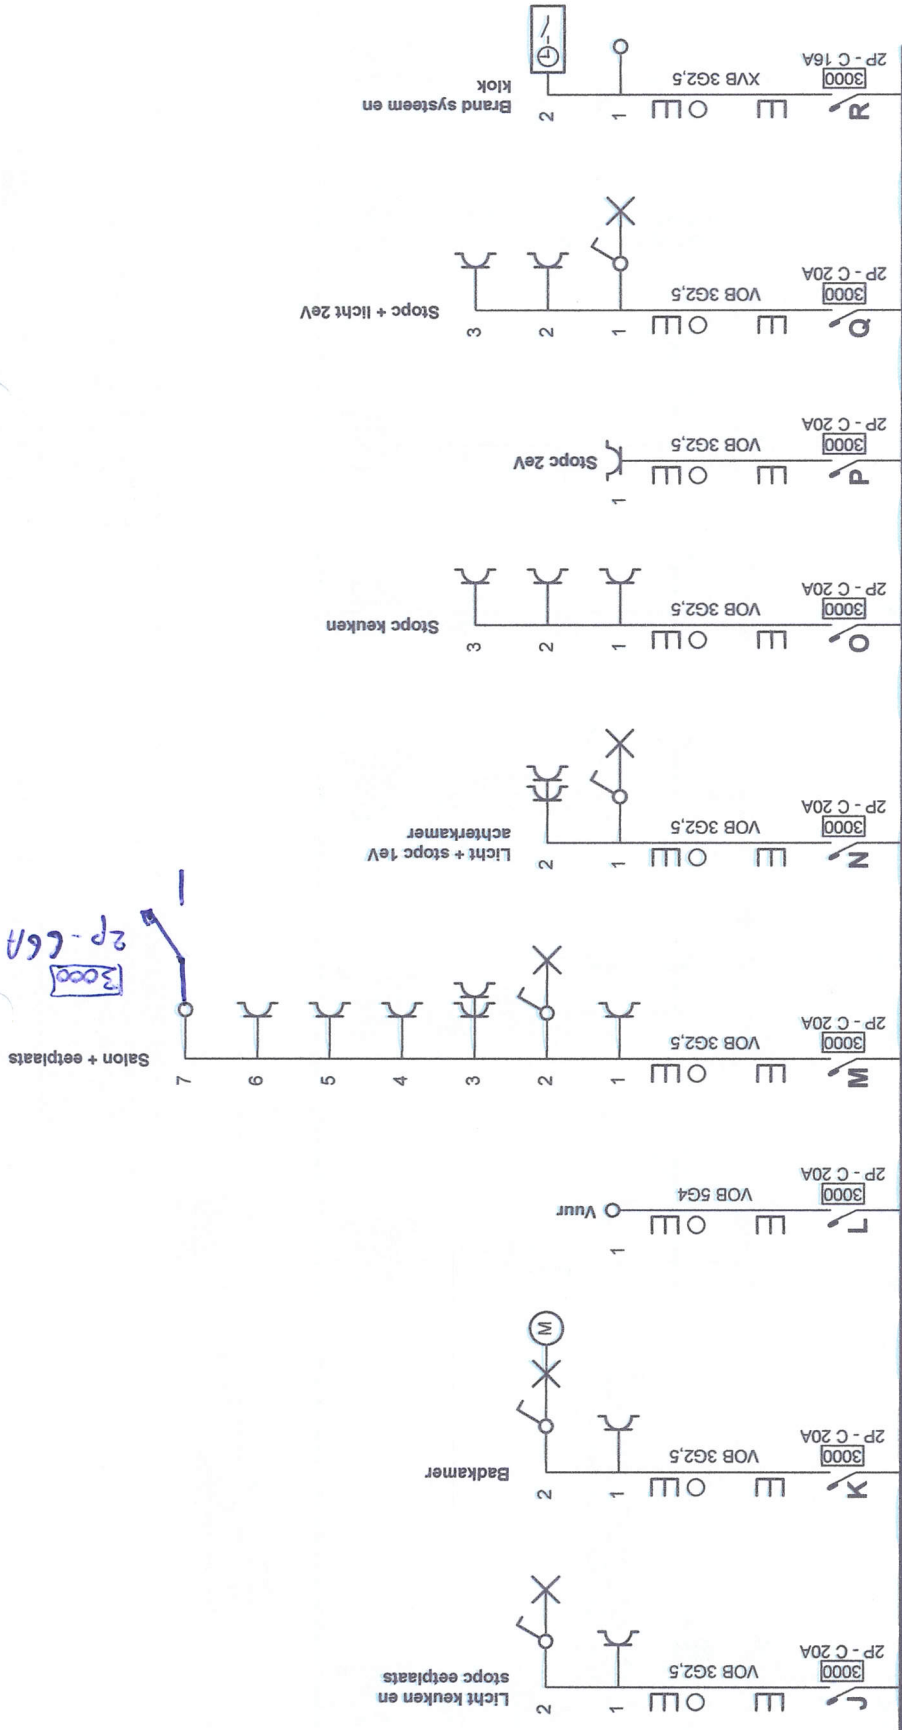 J
1
2
Licht keuken en
stopc eetplaats
3000
VOB 3G2,5
2P - C 20A
K
1
2
Badkamer
3000
VOB 3G2,5
2P - C 20A
M
L
1
Vuur
3000
VOB 5G4
2P - C 20A
M
1
2
3
4
5
6
7
Salon + eetplaats
3000
VOB 3G2,5
2P - C 20A
3000
2p - C6A
N
1
2
Licht + stopc 1eV
achterkamer
3000
VOB 3G2,5
2P - C 20A
O
1
2
3
Stopc keuken
3000
VOB 3G2,5
2P - C 20A
P
1
Stopc 2eV
3000
VOB 3G2,5
2P - C 20A
Q
1
2
3
Stopc + licht 2eV
3000
VOB 3G2,5
2P - C 20A
R
1
2
Brand systeem en
klok
3000
XVB 3G2,5
2P - C 16A